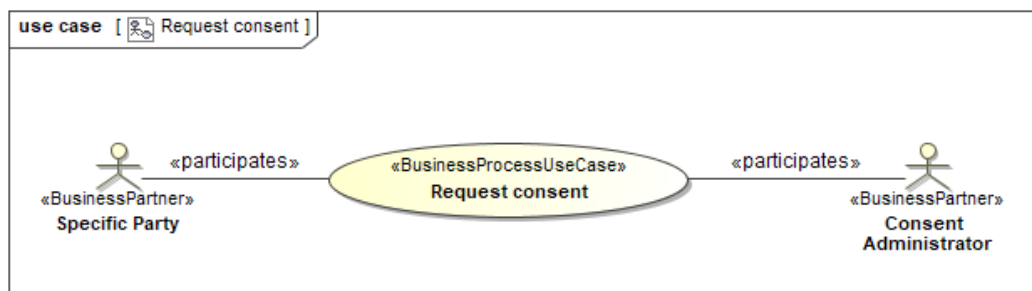 use case [ Request consent ]
«participates»
«BusinessProcessUseCase»
Request consent
«participates»
«BusinessPartner»
Specific Party
«BusinessPartner»
Consent
Administrator